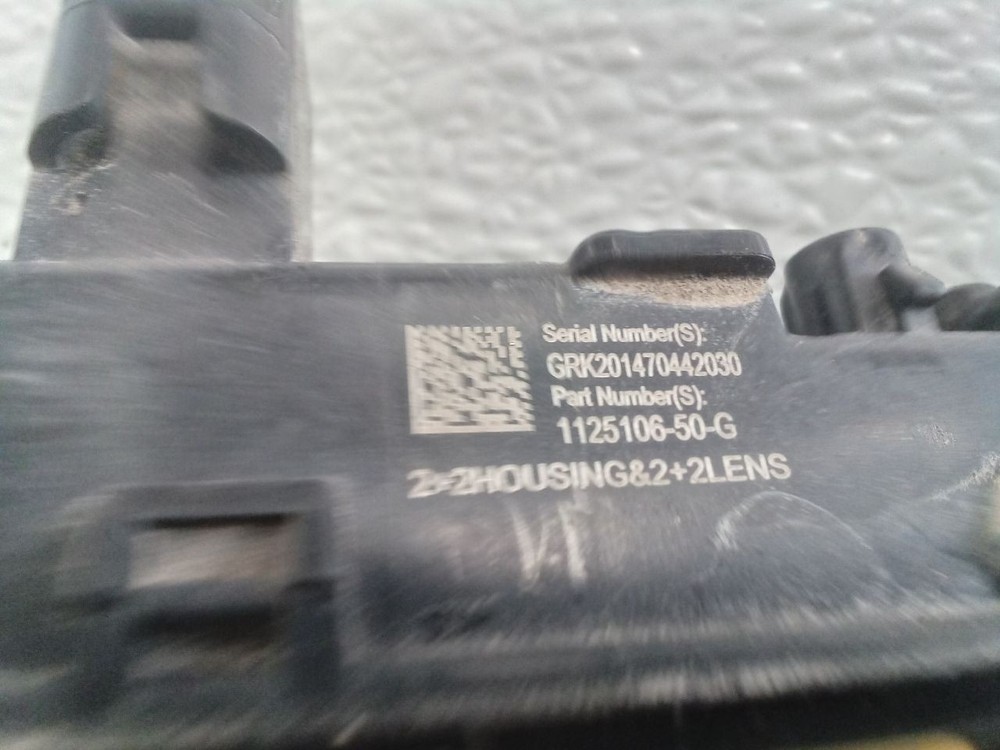 Serial Number(S):
GRK201470442030
Part Number(S):
1125106-50-G
2+2HOUSING&2+2LENS